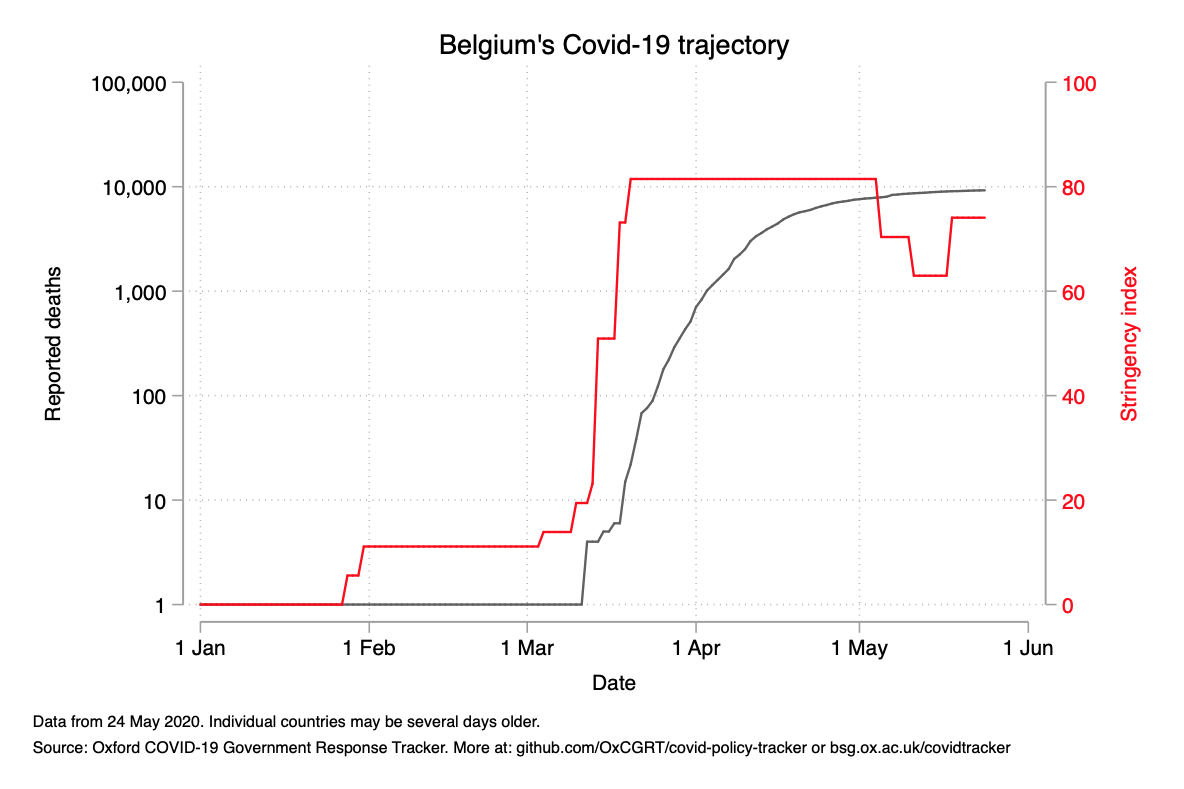 Belgium's Covid-19 trajectory
100,000
10,000
1,000
100
10
1
Reported deaths
100
80
60
40
20
0
Stringency index
1 Jan
1 Feb
1 Mar
1 Apr
1 May
1 Jun
Date
Data from 24 May 2020. Individual countries may be several days older.
Source: Oxford COVID-19 Government Response Tracker. More at: github.com/OxCGRT/covid-policy-tracker or bsg.ox.ac.uk/covidtracker